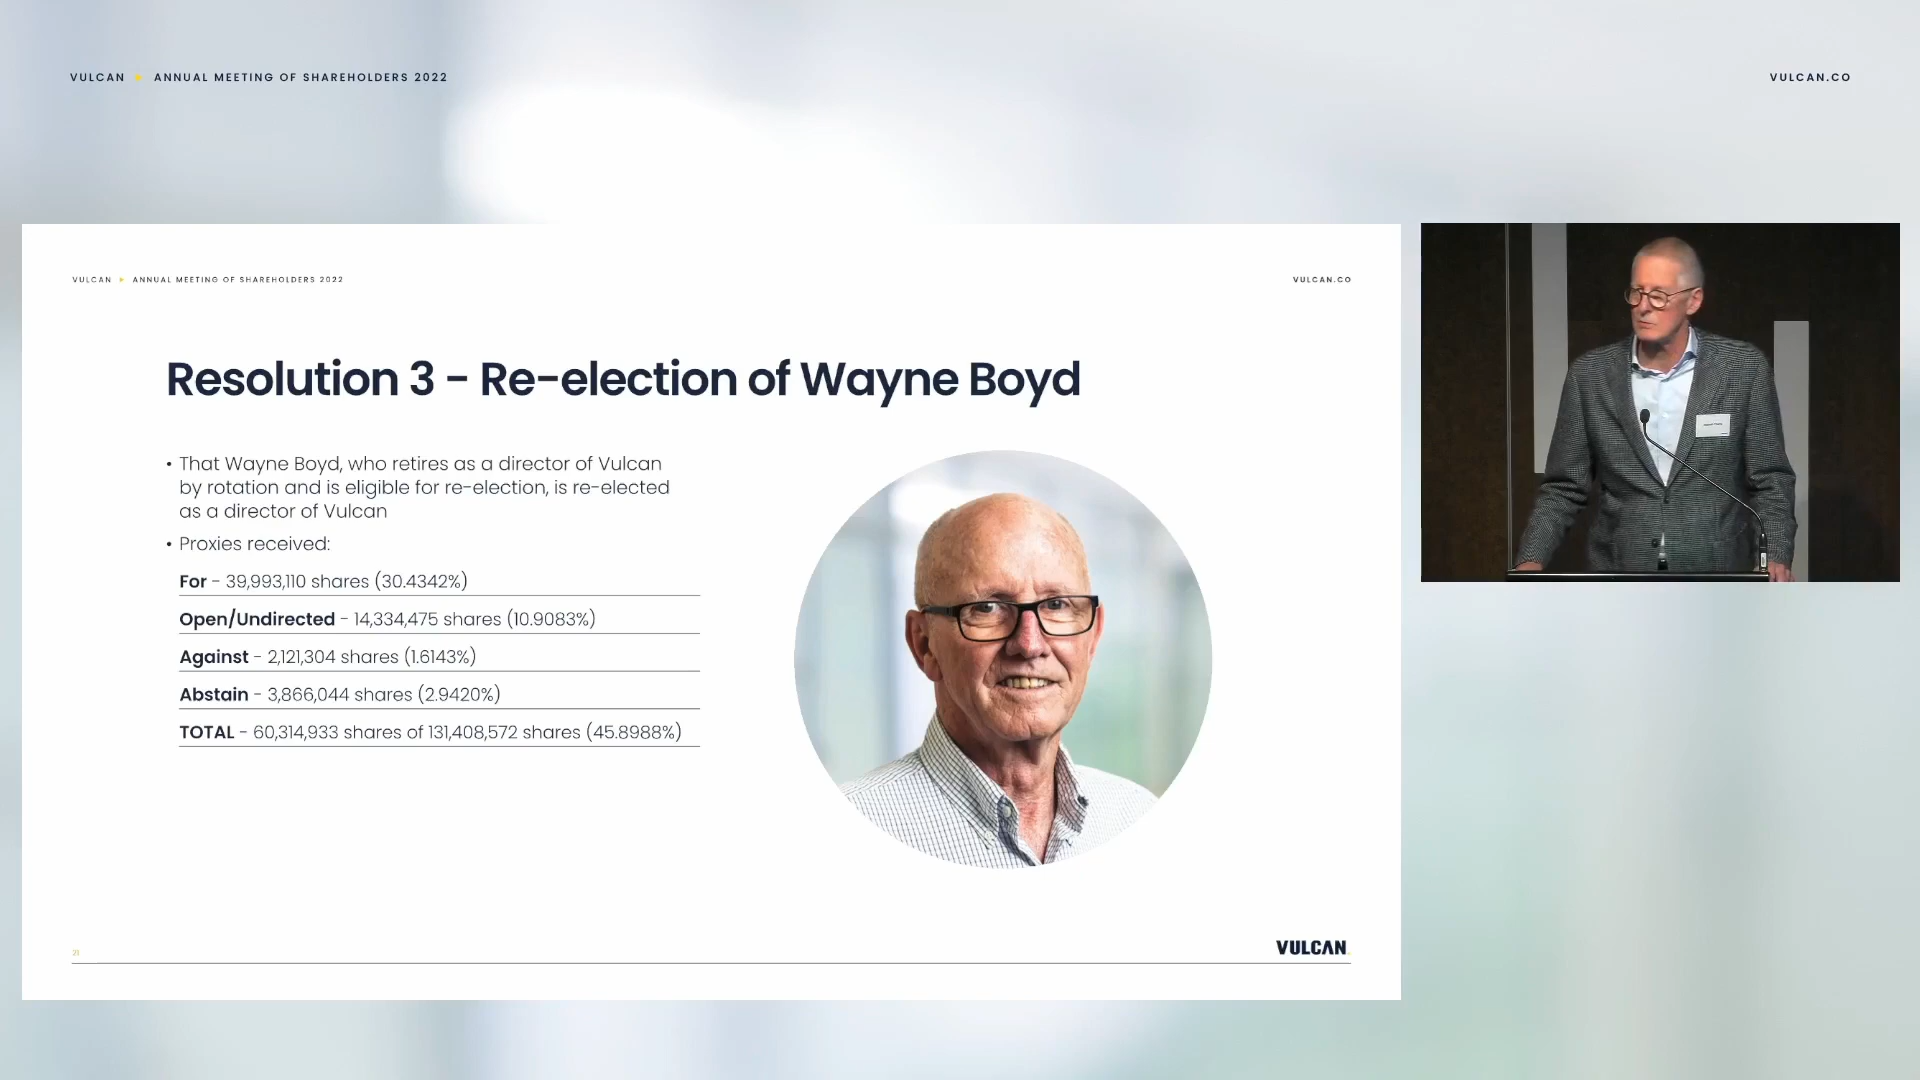 VULCAN ANNUAL MEETING OF SHAREHOLDERS 2022
VULCAN.CO
VULCAN ANNUAL MEETING OF SHAREHOLDERS 2022
VULCAN.CO
Resolution 3 - Re-election of Wayne Boyd
• That Wayne Boyd, who retires as a director of Vulcan
by rotation and is eligible for re-election, is re-elected
as a director of Vulcan
• Proxies received:
For - 39,993,110 shares (30.4342%)
Open/Undirected - 14,334,475 shares (10.9083%)
Against - 2,121,304 shares (1.6143%)
Abstain - 3,866,044 shares (2.9420%)
TOTAL - 60,314,933 shares of 131,408,572 shares (45.8988%)
21
VULCAN.